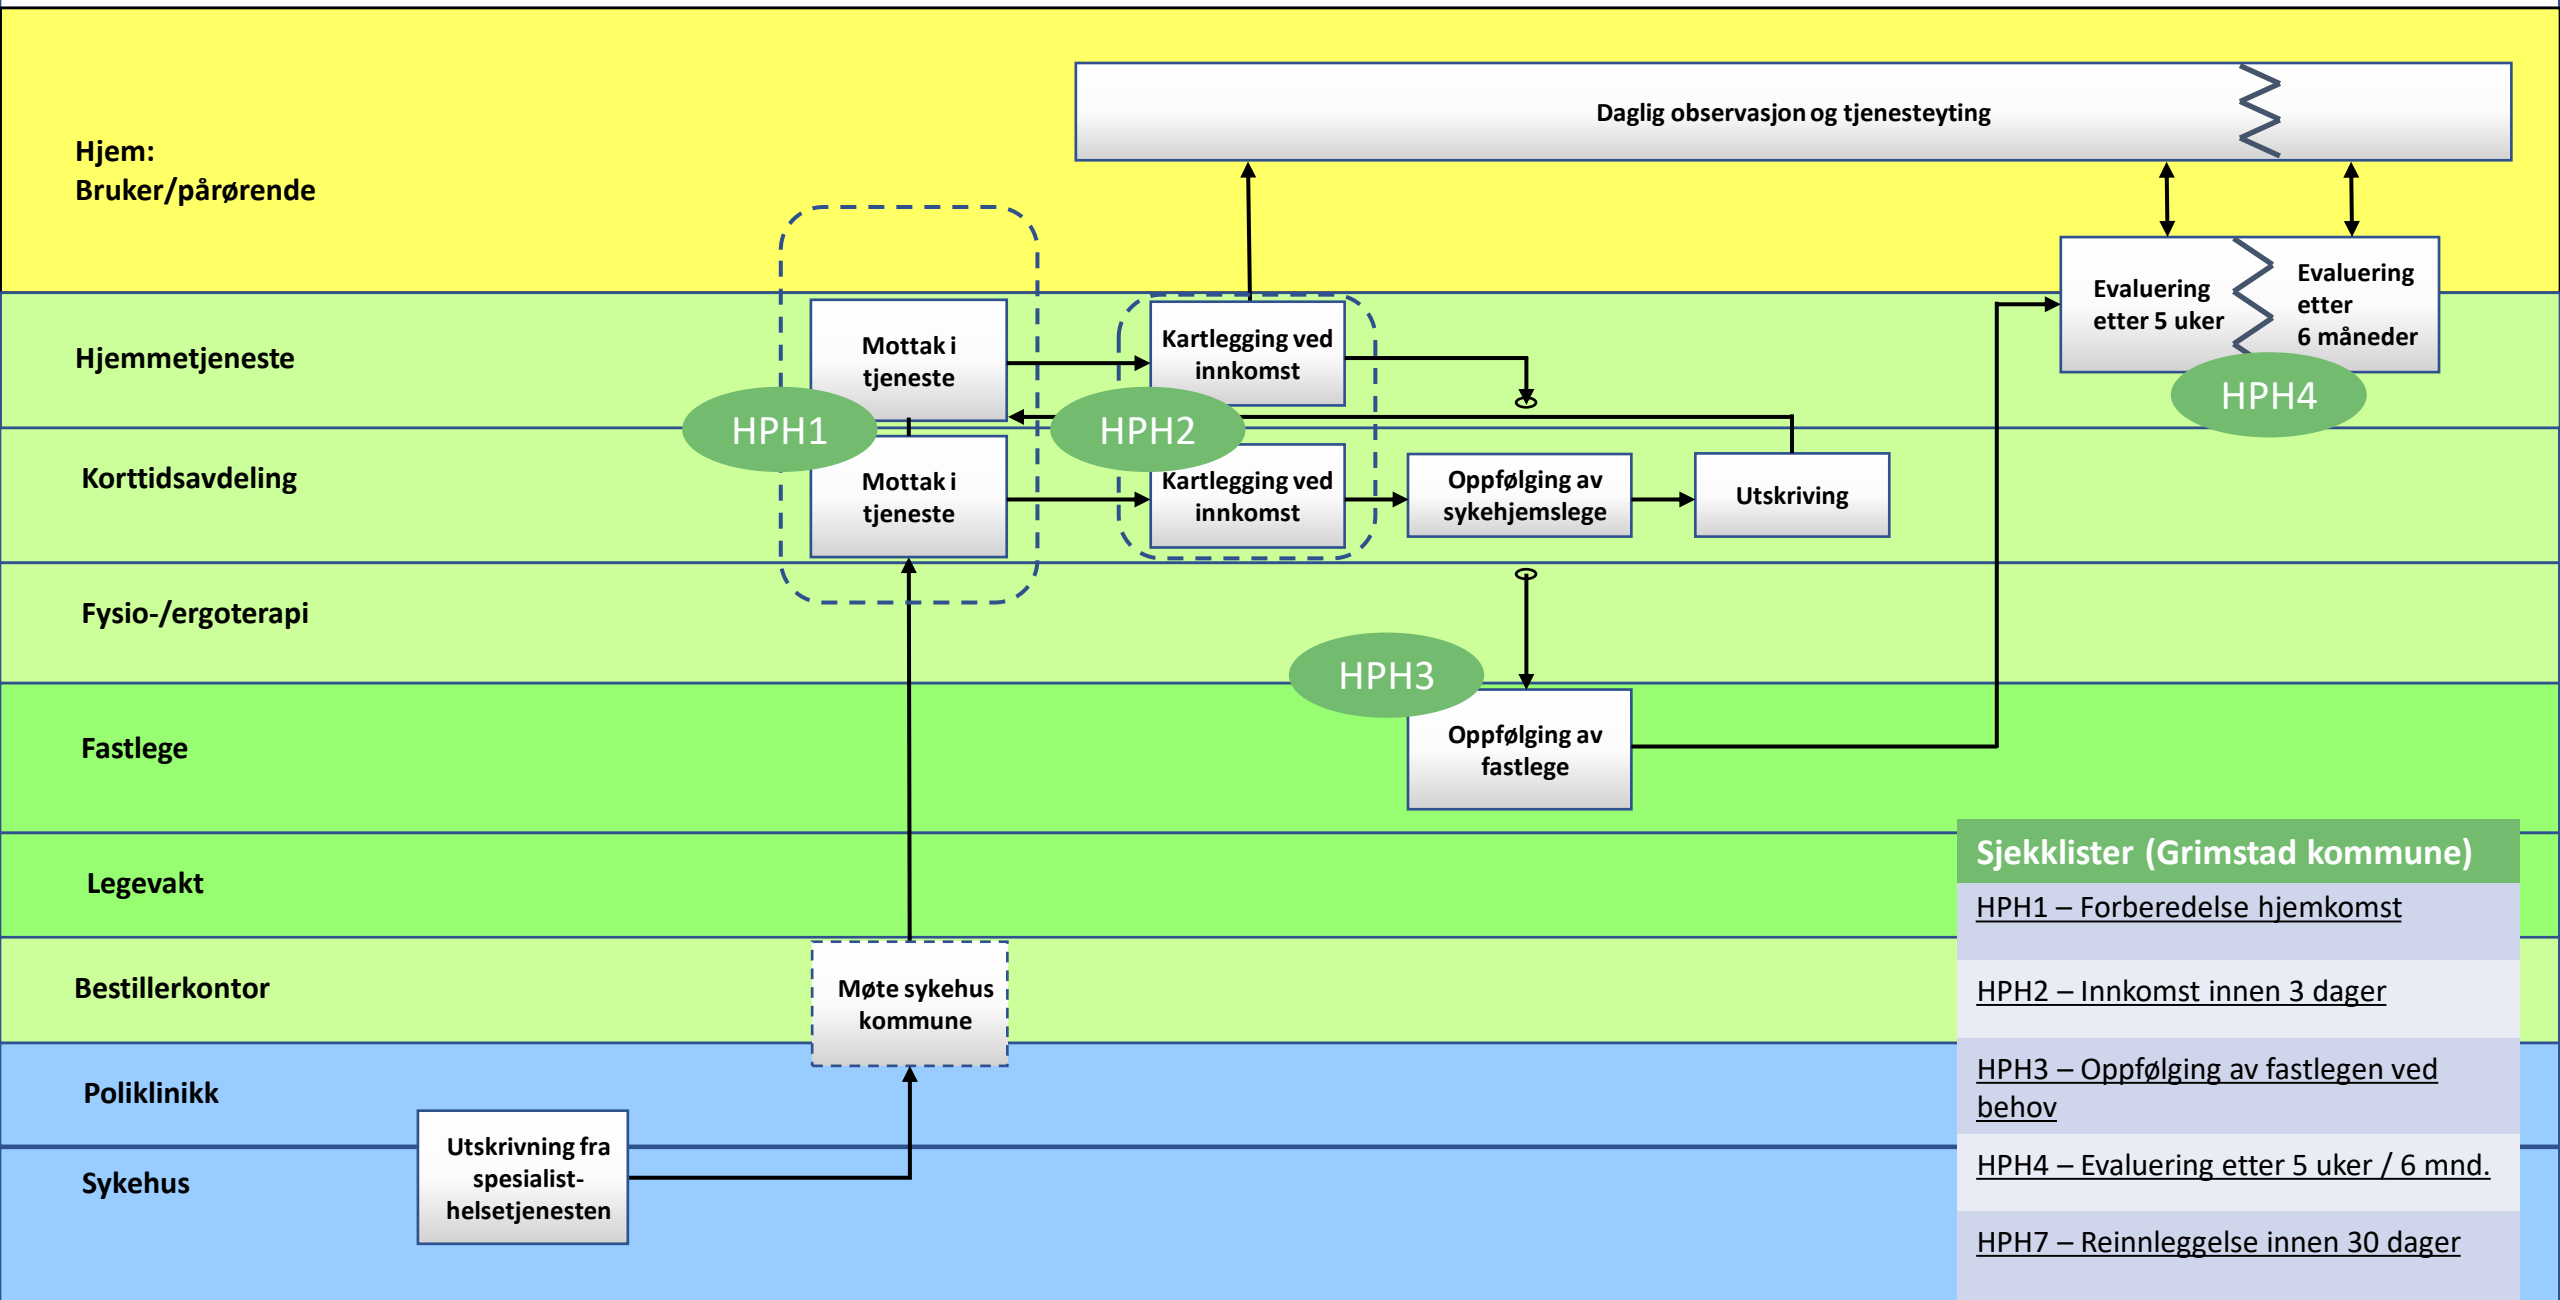 Daglig observasjon og tjenesteyting
Hjem:
Bruker/pårørende
Evaluering
etter 5 uker
Evaluering
etter
6 måneder
HPH4
Hjemmetjeneste
Mottak i
tjeneste
Kartlegging ved
innkomst
HPH1
HPH2
Korttidsavdeling
Mottak i
tjeneste
Kartlegging ved
innkomst
Oppfølging av
sykehjemslege
Utskriving
Fysio-/ergoterapi
HPH3
Fastlege
Oppfølging av
fastlege
Legevakt
Bestillerkontor
Møte sykehus
kommune
Poliklinikk
Sykehus
Utskrivning fra
spesialist-
helsetjenesten
Sjekklister (Grimstad kommune)
HPH1 – Forberedelse hjemkomst
HPH2 – Innkomst innen 3 dager
HPH3 – Oppfølging av fastlegen ved
behov
HPH4 – Evaluering etter 5 uker / 6 mnd.
HPH7 – Reinnleggelse innen 30 dager